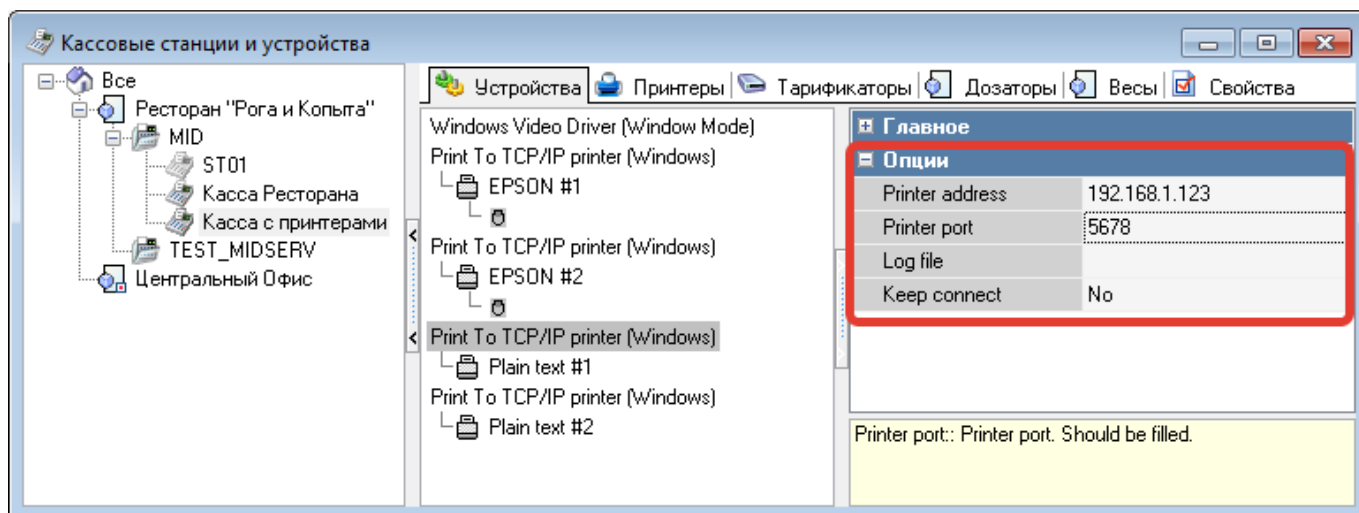 Кассовые станции и устройства
Все
Ресторан "Рога и Копыта"
MID
ST01
Касса Ресторана
Касса с принтерами
TEST_MIDSERV
Центральный Офис
Устройства Принтеры Тарификаторы Дозаторы Весы Свойства
Windows Video Driver (Window Mode)
Print To TCP/IP printer (Windows)
EPSON #1
Print To TCP/IP printer (Windows)
EPSON #2
Print To TCP/IP printer (Windows)
Plain text #1
Print To TCP/IP printer (Windows)
Plain text #2
Главное
Опции
Printer address 192.168.1.123
Printer port 5678
Log file
Keep connect No
Printer port:: Printer port. Should be filled.